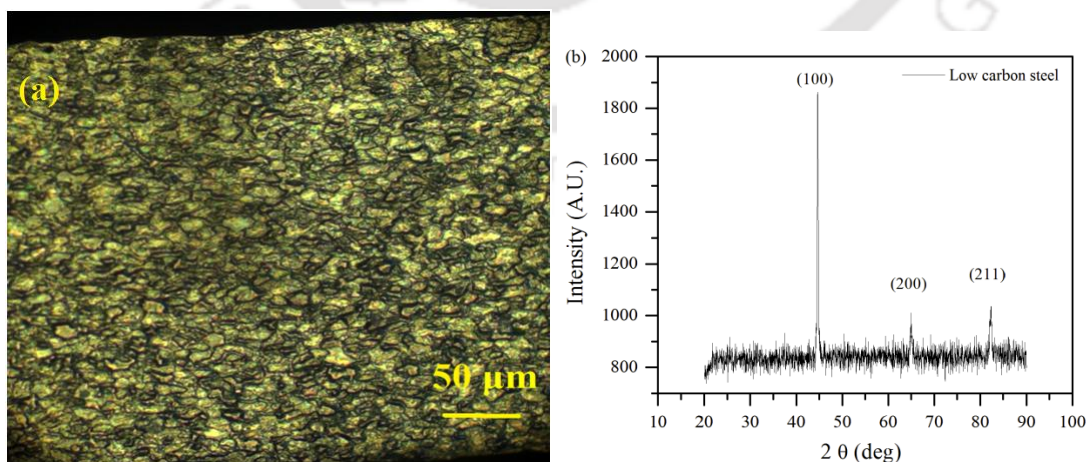 (a)
50 μm
(b)
Low carbon steel
(100)
(200)
(211)
Intensity (A.U.)
2000
1800
1600
1400
1200
1000
800
10 20 30 40 50 60 70 80 90 100
2 θ (deg)
G